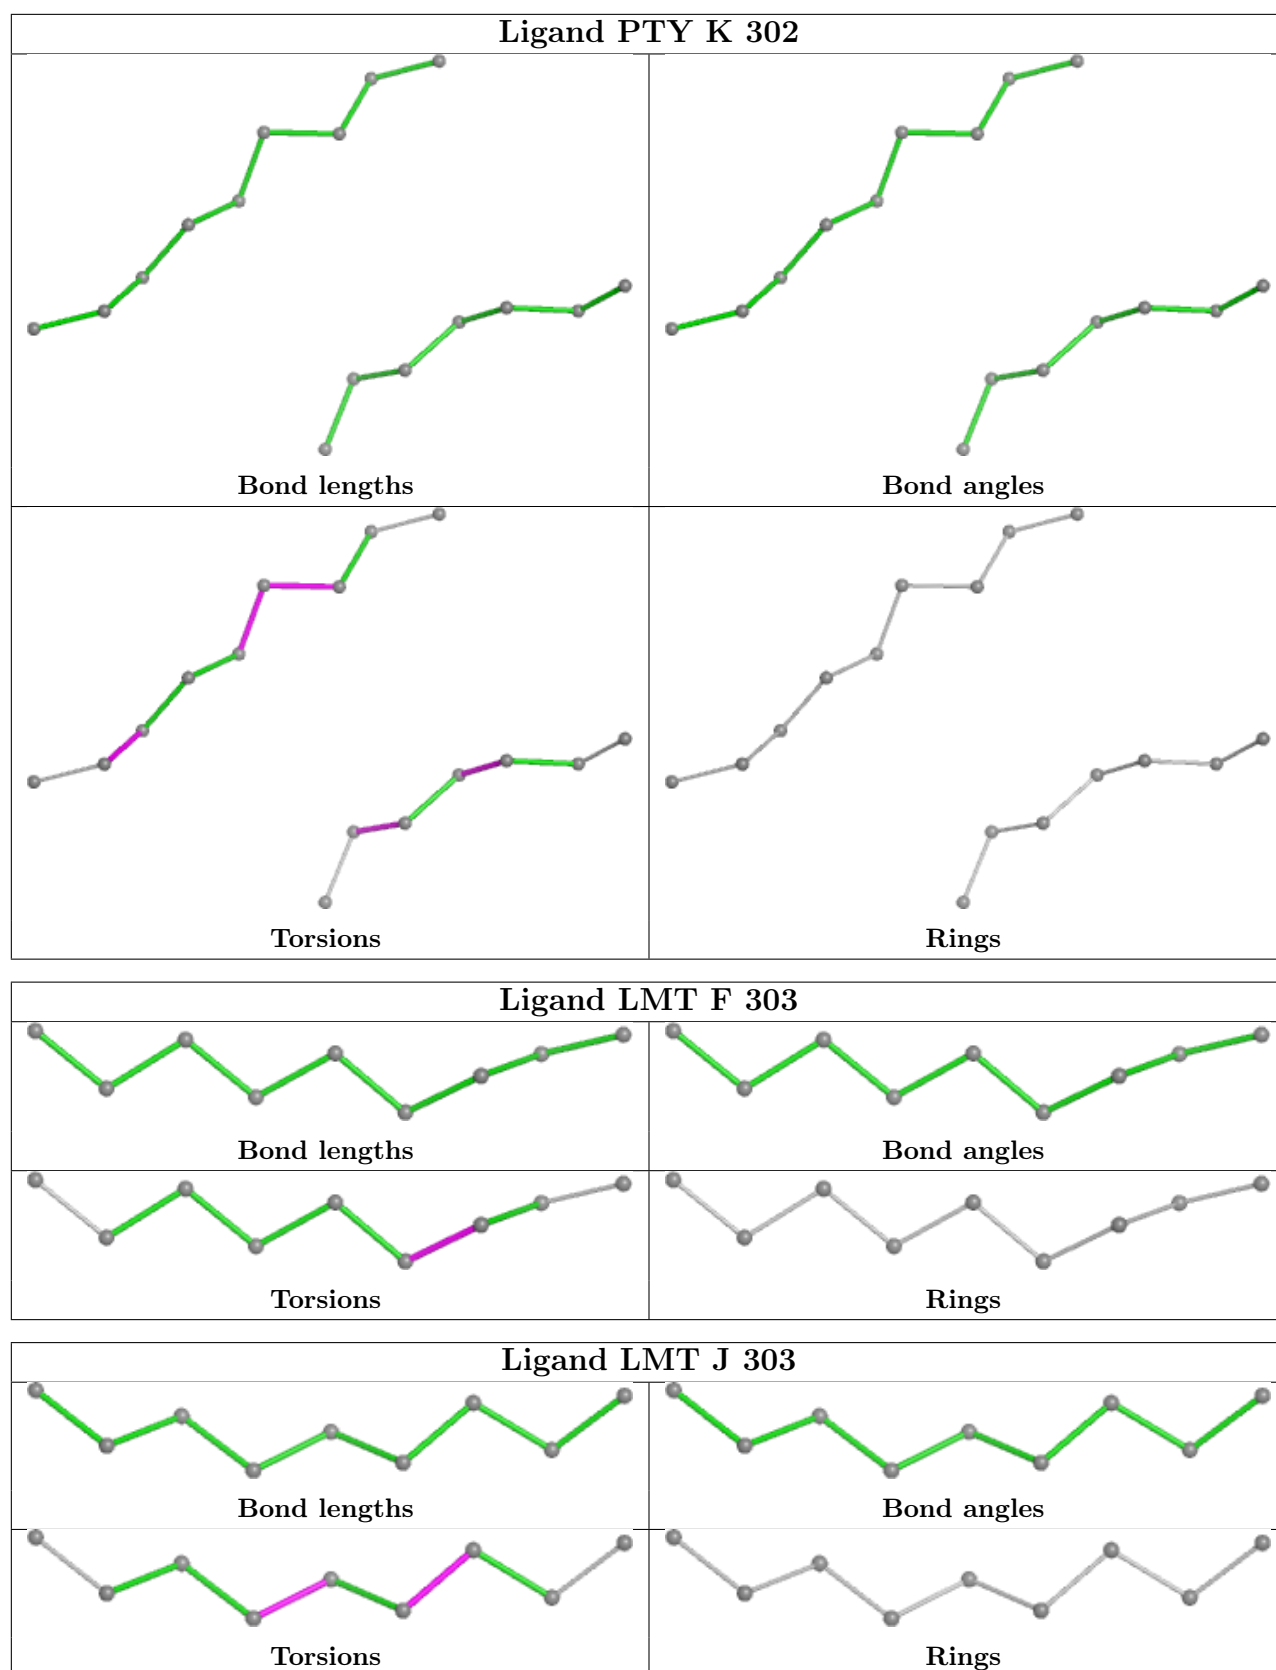 Ligand PTY K 302
Bond lengths
Bond angles
Torsions
Rings
Ligand LMT F 303
Bond lengths
Bond angles
Torsions
Rings
Ligand LMT J 303
Bond lengths
Bond angles
Torsions
Rings